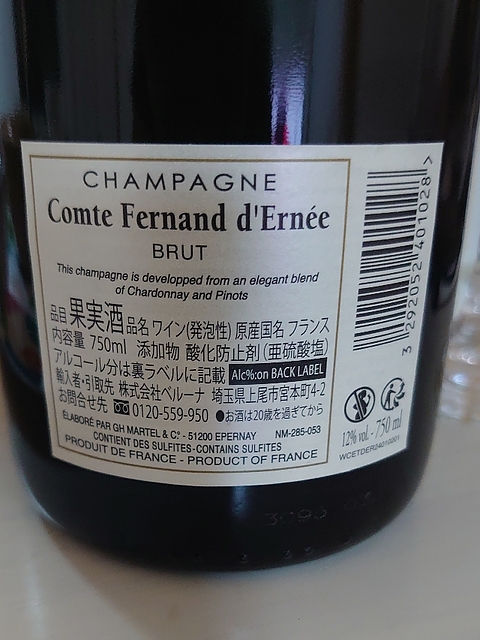 CHAMPAGNE
Comte Fernand d'Ernée
BRUT
This champagne is developped from an elegant blend
of Chardonnay and Pinots
品目 果実酒 品名 ワイン(発泡性) 原産国名 フランス
内容量 750ml 添加物 酸化防止剤(亜硫酸塩)
アルコール分は裏ラベルに記載 Alc%:on BACK LABEL
輸入者・引取先 株式会社ベルーナ 埼玉県上尾市宮本町4-2
お問合せ先 0120-559-950 ●お酒は20歳を過ぎてから
ÉLABORÉ PAR GH MARTEL & Cº - 51200 EPERNAY NM-285-053
CONTIENT DES SULFITES-CONTAINS SULFITES
PRODUIT DE FRANCE - PRODUCT OF FRANCE
3 292052 401028 >
12% vol. - 750 ml
WCETDER24010201